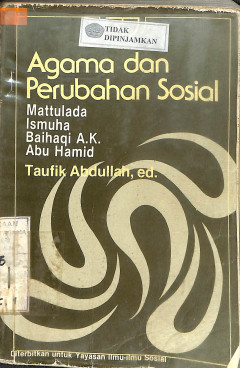 TIDAK
DIPINJAMKAN
Agama dan
Perubahan Sosial
Mattulada
Ismuha
Baihaqi A.K.
Abu Hamid
Taufik Abdullah, ed.
Diterbitkan untuk Yayasan Ilmu-ilmu Sosial